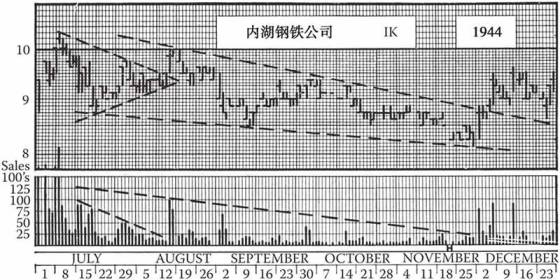 内湖钢铁公司 IK 1944
10
9
8
Sales
100's
125
100
75
50
25
1 8 15 22 29 5 12 19 26 2 9 16 23 30 7 14 21 28 4 11 18 25 2 9 16 23
JULY AUGUST SEPTEMBER OCTOBER NOVEMBER DECEMBER